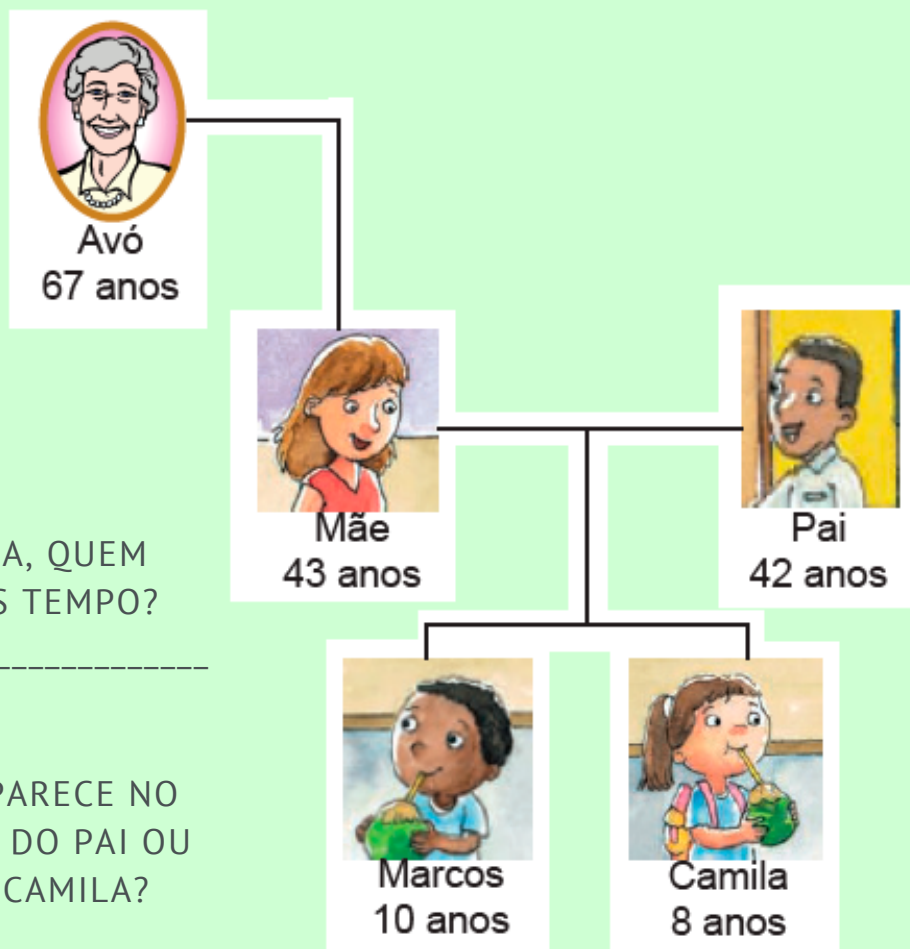 Avó
67 anos
Mãe
43 anos
Pai
42 anos
A, QUEM
S TEMPO?
_____________
PARECE NO
DO PAI OU
CAMILA?
Marcos
10 anos
Camila
8 anos